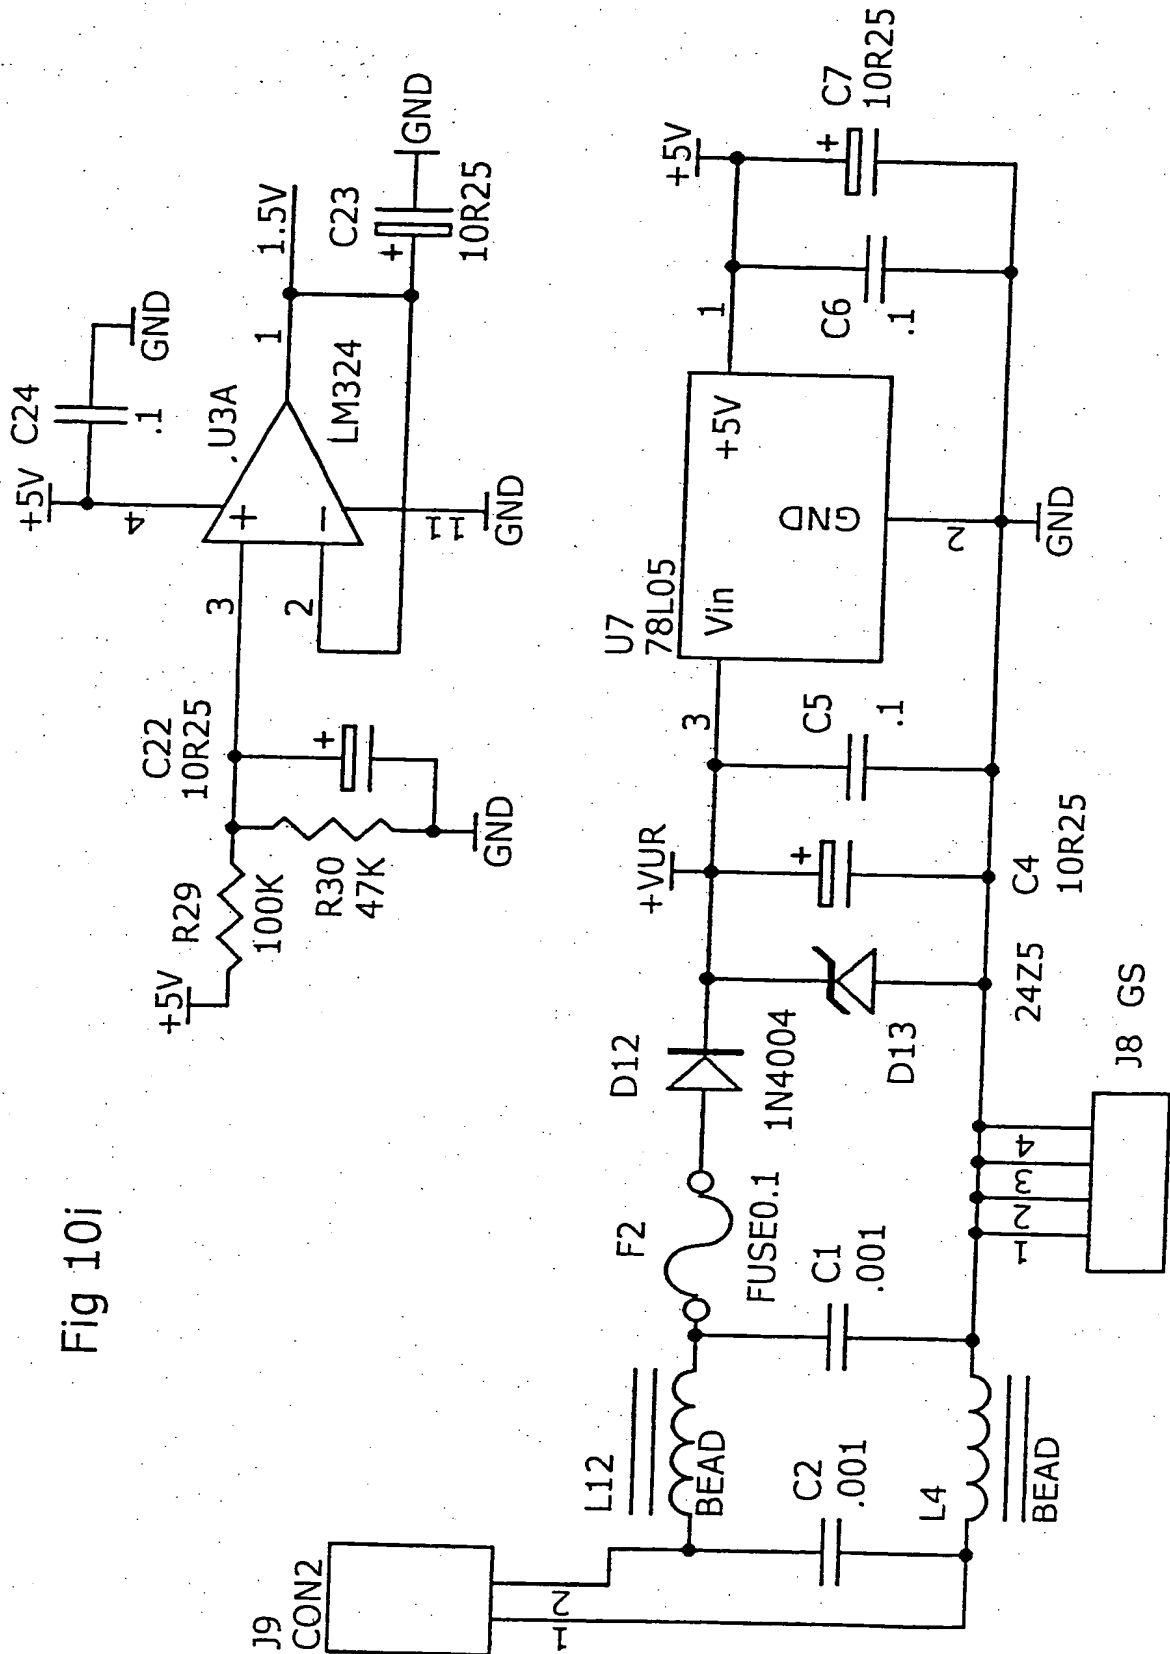 Fig 10i
+5V
R29
100K
R30
47K
GND
C22
10R25
3
2
+5V
4
C24
.1
GND
U3A
LM324
+
−
11
GND
1
1.5V
+
C23
10R25
GND
J9
CON2
1
2
L12
BEAD
C2
.001
L4
BEAD
F2
FUSE0.1
C1
.001
1
2
3
4
J8 GS
D12
1N4004
D13
24Z5
+VUR
+
C4
10R25
C5
.1
3
U7
78L05
Vin
GND
+5V
2
GND
1
C6
.1
+5V
+
C7
10R25
+